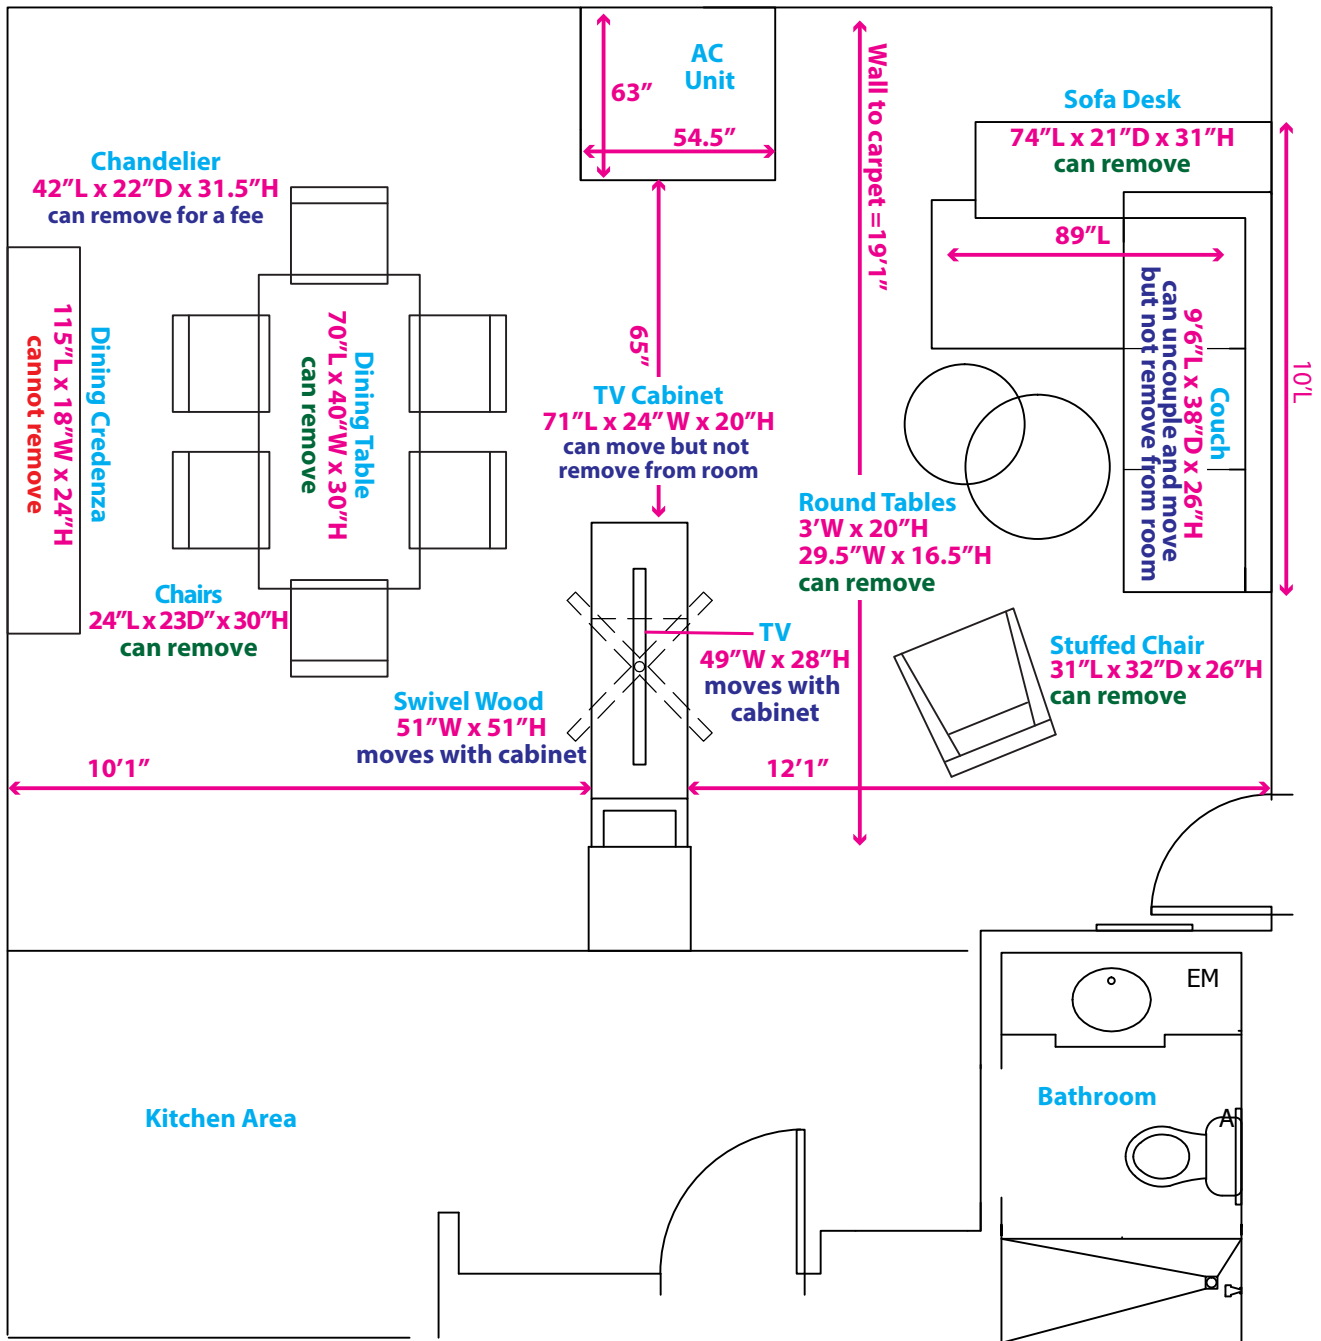 AC
Unit
63″
54.5″
Wall to carpet =19’1”
Sofa Desk
74”L x 21”D x 31”H
can remove
10’L
Chandelier
42”L x 22”D x 31.5”H
can remove for a fee
89”L
Couch
9’6”L x 38”D x 26”H
can uncouple and move
but not remove from room
Dining Credenza
115”L x 18”W x 24”H
cannot remove
Dining Table
70”L x 40”W x 30”H
can remove
65”
TV Cabinet
71”L x 24” W x 20”H
can move but not
remove from room
Round Tables
3’W x 20”H
29.5”W x 16.5”H
can remove
Chairs
24”L x 23D” x 30”H
can remove
TV
49”W x 28”H
moves with
cabinet
Stuffed Chair
31”L x 32”D x 26”H
can remove
Swivel Wood
51”W x 51”H
moves with cabinet
10’1”
12’1”
EM
Bathroom
A
Kitchen Area